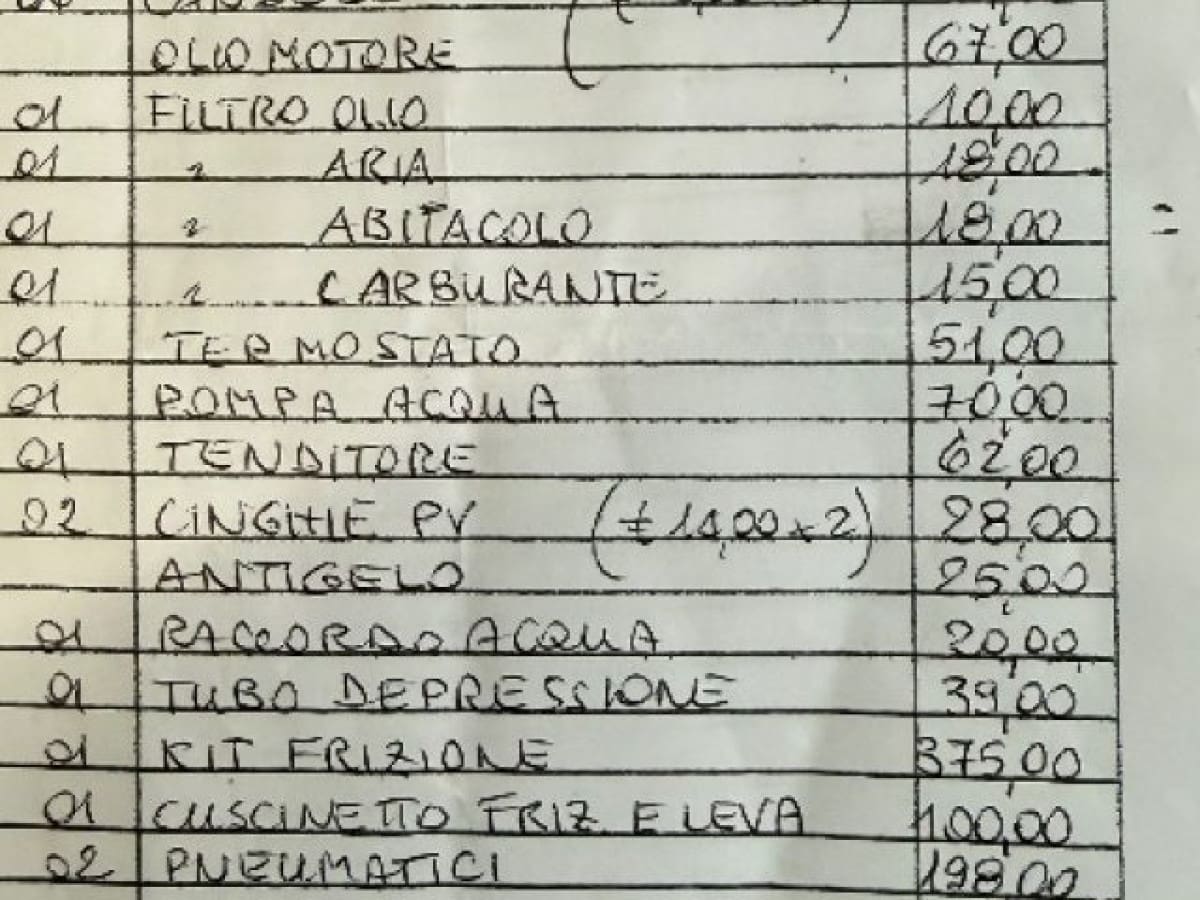 OLIO MOTORE 67,00
01 FILTRO OLIO 10,00
01 " ARIA 18,00
01 " ABITACOLO 18,00 =
01 " CARBURANTE 15,00
01 TERMOSTATO 51,00
01 POMPA ACQUA 70,00
01 TENDITORE 62,00
02 CINGHIE PV (€ 14,00 x 2) 28,00
ANTIGELO 25,00
01 RACCORDO ACQUA 20,00
01 TUBO DEPRESSIONE 39,00
01 KIT FRIZIONE 375,00
01 CUSCINETTO FRIZ E LEVA 100,00
02 PNEUMATICI 198,00